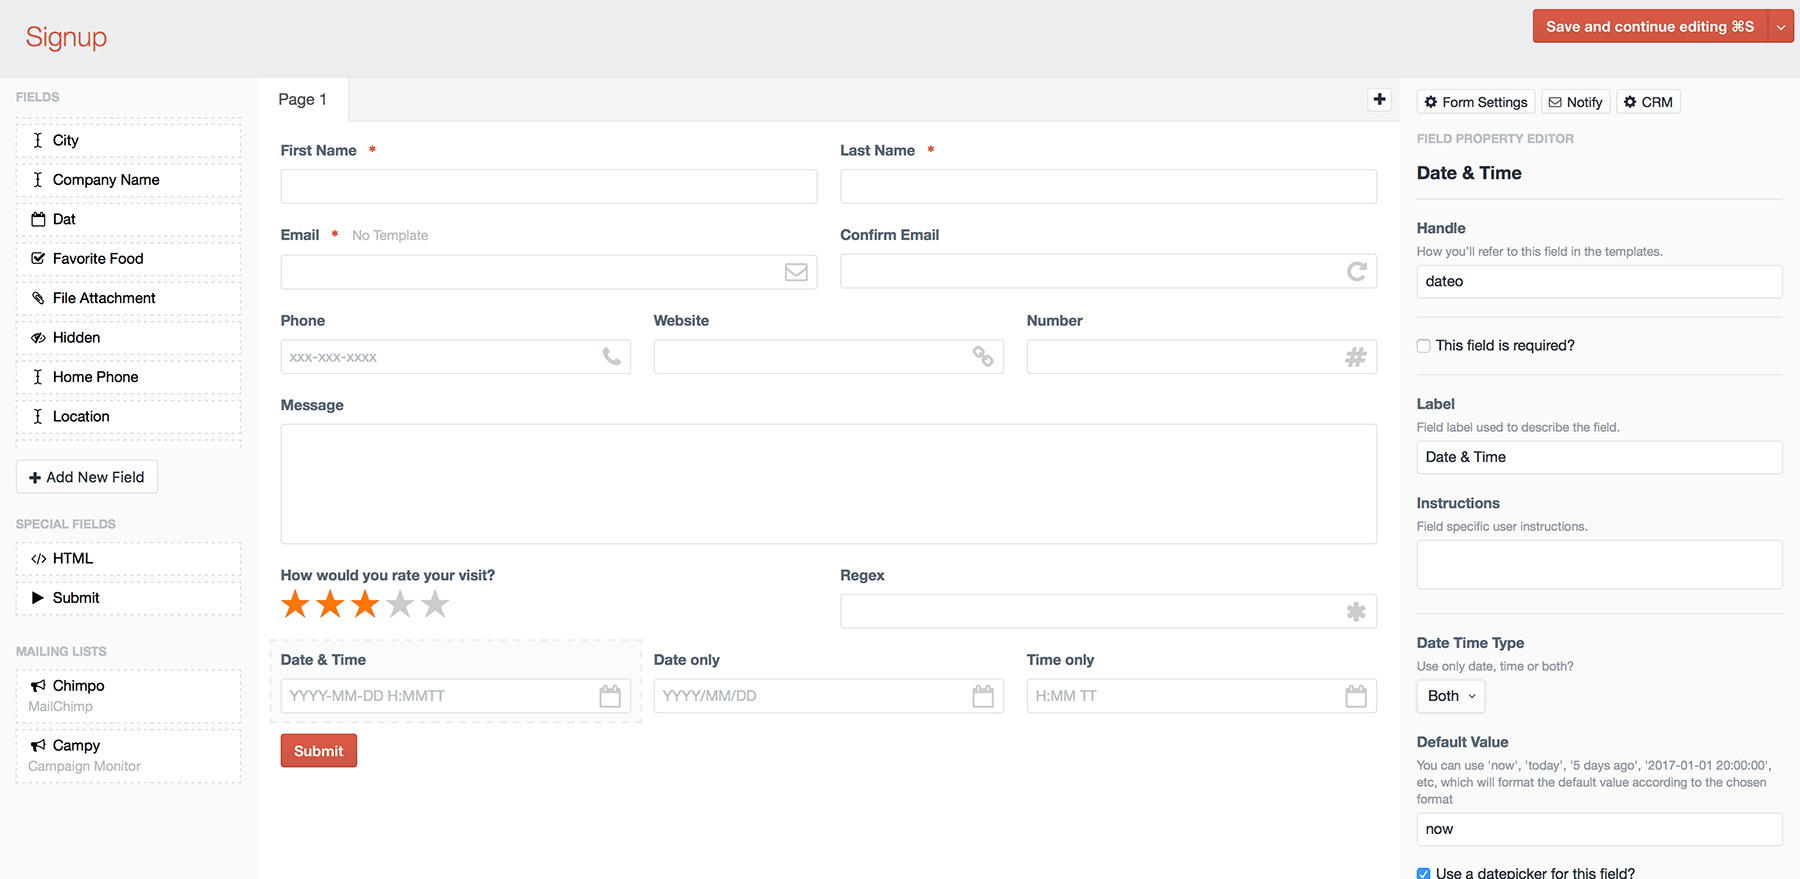 Signup
Save and continue editing ⌘S
FIELDS
City
Company Name
Dat
Favorite Food
File Attachment
Hidden
Home Phone
Location
Add New Field
SPECIAL FIELDS
HTML
Submit
MAILING LISTS
Chimpo
MailChimp
Campy
Campaign Monitor
Page 1
First Name *
Last Name *
Email * No Template
Confirm Email
Phone
Website
Number
xxx-xxx-xxxx
Message
How would you rate your visit?
Regex
Date & Time
Date only
Time only
YYYY-MM-DD H:MMTT
YYYY/MM/DD
H:MM TT
Submit
Form Settings
Notify
CRM
FIELD PROPERTY EDITOR
Date & Time
Handle
How you'll refer to this field in the templates.
dateo
This field is required?
Label
Field label used to describe the field.
Date & Time
Instructions
Field specific user instructions.
Date Time Type
Use only date, time or both?
Both
Default Value
You can use 'now', 'today', '5 days ago', '2017-01-01 20:00:00',
etc, which will format the default value according to the chosen
format
now
Use a datepicker for this field?